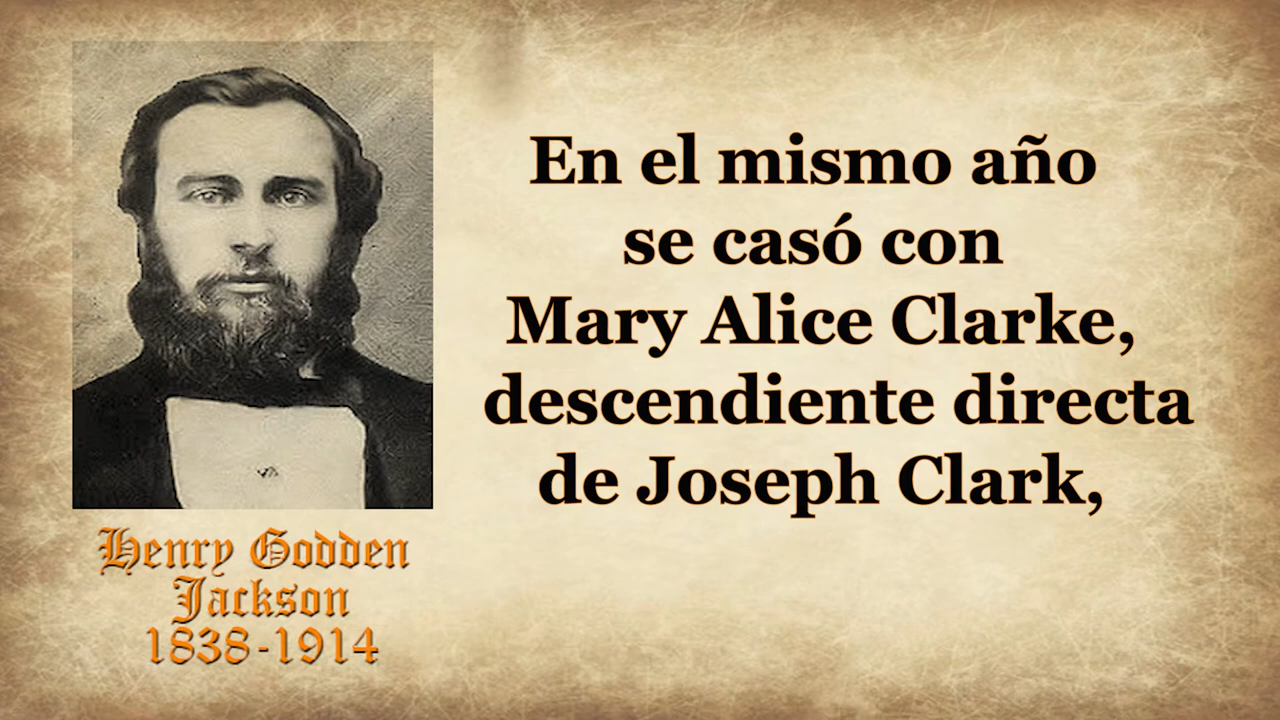 En el mismo año
se casó con
Mary Alice Clarke,
descendiente directa
de Joseph Clark,
Henry Godden
Jackson
1838-1914